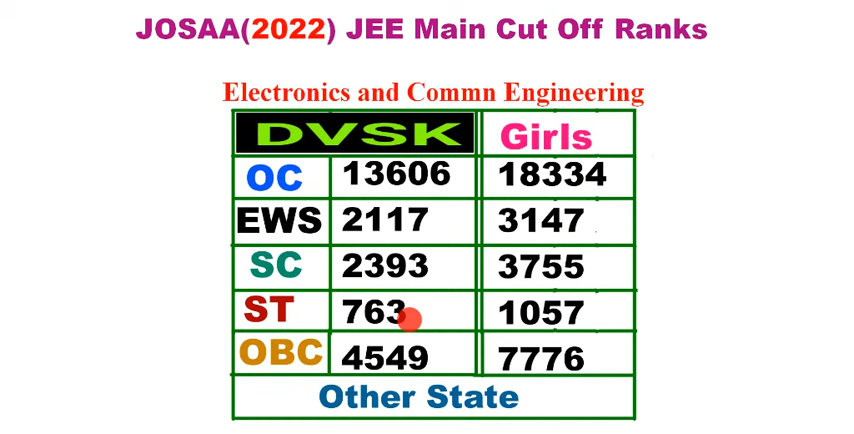 JOSAA(2022) JEE Main Cut Off Ranks
Electronics and Commn Engineering
DVSK Girls
OC 13606 18334
EWS 2117 3147
SC 2393 3755
ST 763 1057
OBC 4549 7776
Other State